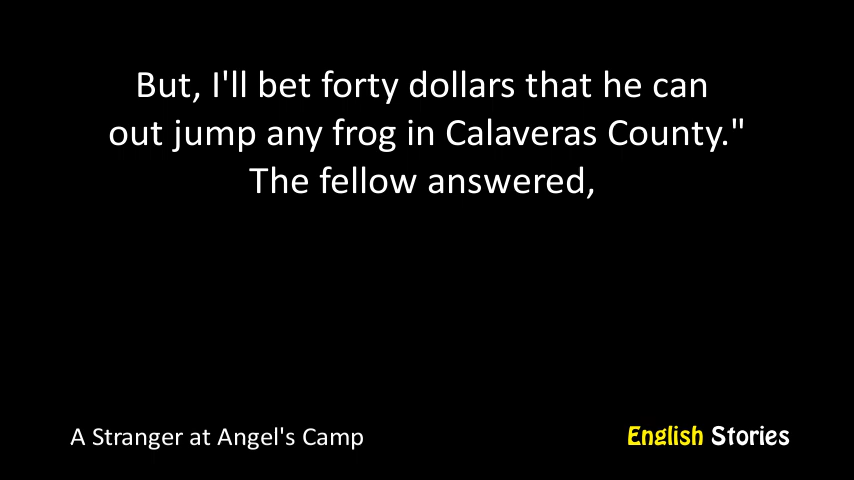 But, I'll bet forty dollars that he can
out jump any frog in Calaveras County."
The fellow answered,
A Stranger at Angel's Camp
English Stories